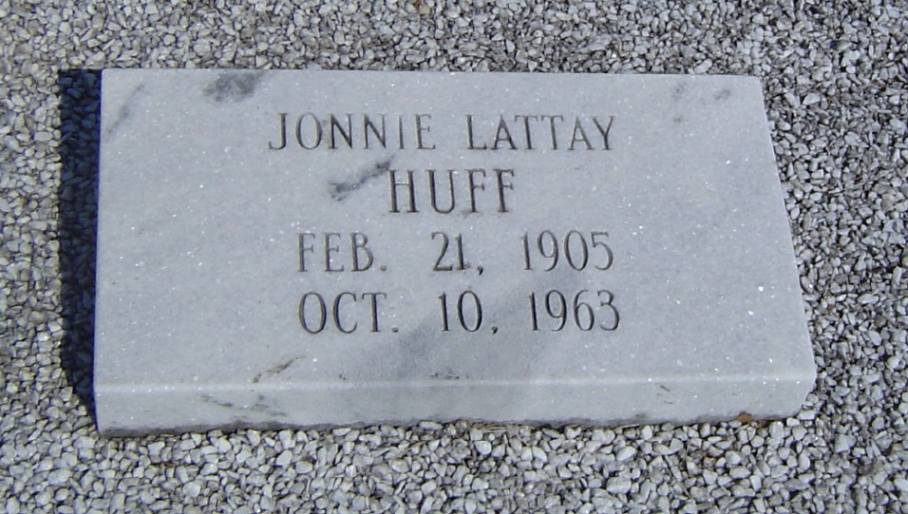 JONNIE LATTAY
HUFF
FEB. 21, 1905
OCT. 10, 1963